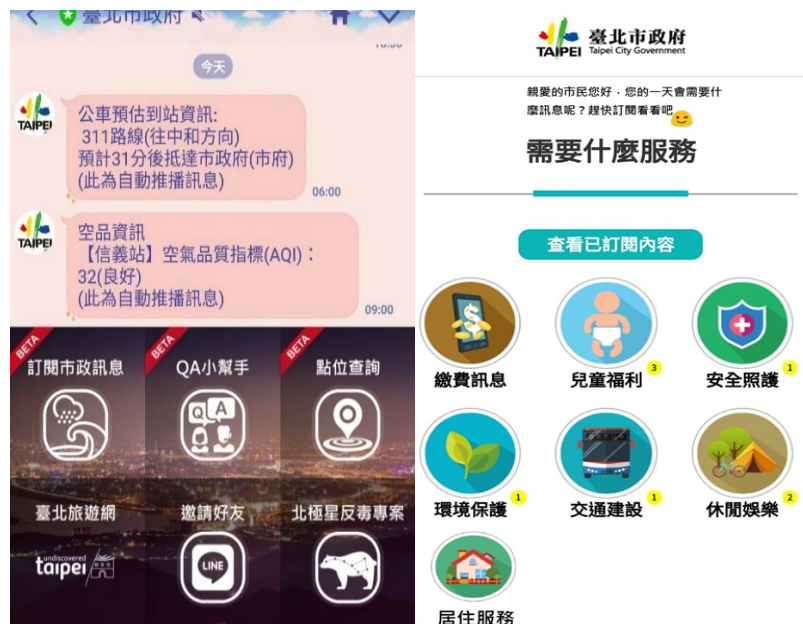 臺北市政府
今天
TAIPEI
公車預估到站資訊:
311路線(往中和方向)
預計31分後抵達市政府(市府)
(此為自動推播訊息)
06:00
TAIPEI
空品資訊
【信義站】空氣品質指標(AQI)：
32(良好)
(此為自動推播訊息)
09:00
BETA
訂閱市政訊息
BETA
QA小幫手
Q A
BETA
點位查詢
臺北旅遊網
undiscovered
taipei
邀請好友
LINE
北極星反毒專案
TAIPEI
臺北市政府
Taipei City Government
親愛的市民您好，您的一天會需要什
麼訊息呢？趕快訂閱看看吧
需要什麼服務
查看已訂閱內容
繳費訊息
兒童福利 3
安全照護 1
環境保護 1
交通建設 1
休閒娛樂 2
居住服務